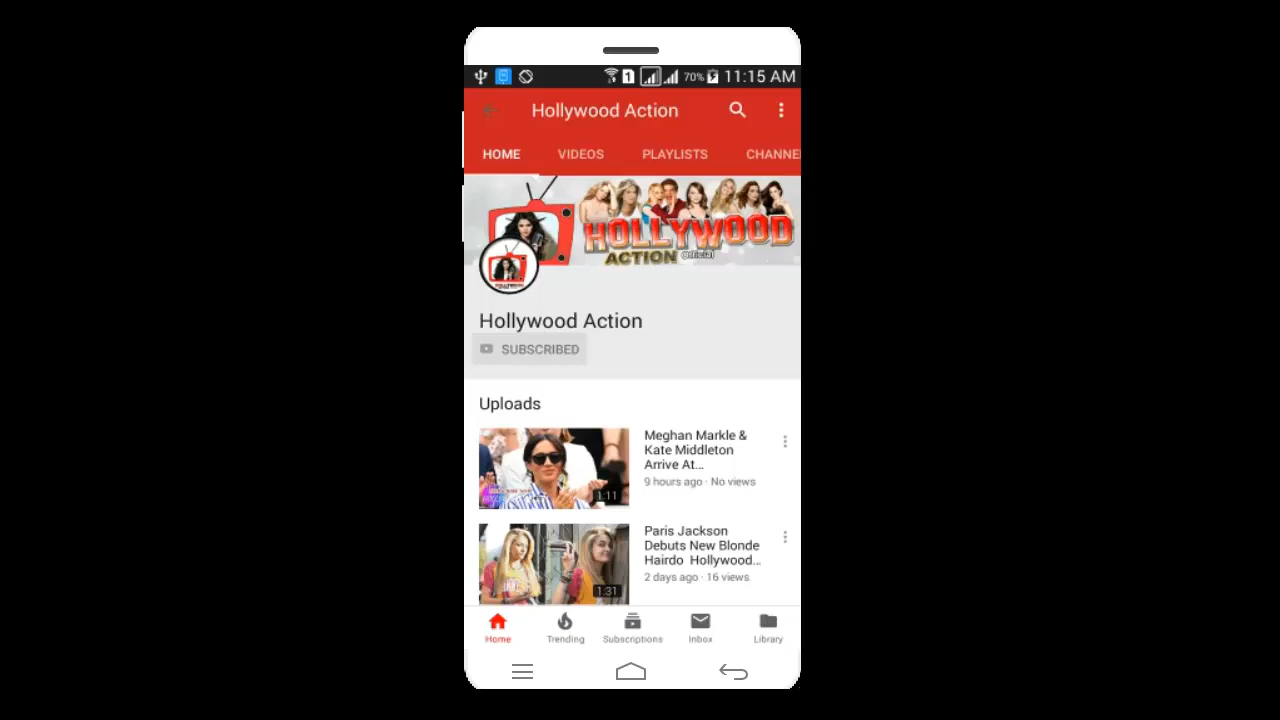 1 70% 11:15 AM
Hollywood Action
HOME VIDEOS PLAYLISTS CHANNE
HOLLYWOOD
ACTION Official
Hollywood Action
SUBSCRIBED
Uploads
Meghan Markle &
Kate Middleton
Arrive At...
9 hours ago · No views
1:11
Paris Jackson
Debuts New Blonde
Hairdo Hollywood...
2 days ago · 16 views
1:31
Home Trending Subscriptions Inbox Library